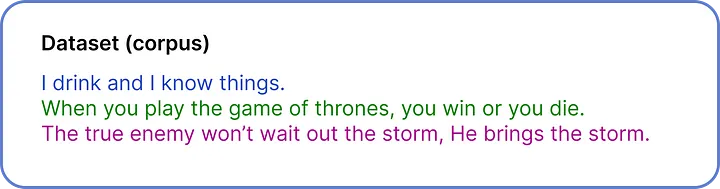 Dataset (corpus)
I drink and I know things.
When you play the game of thrones, you win or you die.
The true enemy won’t wait out the storm, He brings the storm.